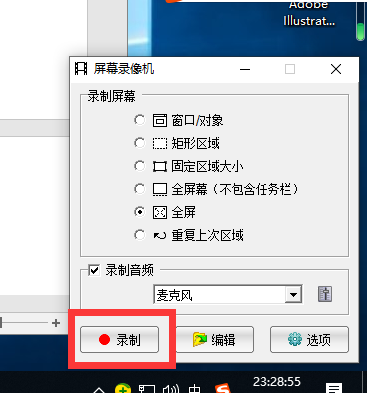 Adobe
Illustrat...
屏幕录像机
录制屏幕
窗口/对象
矩形区域
固定区域大小
全屏幕（不包含任务栏）
全屏
重复上次区域
录制音频
麦克风
录制
编辑
选项
中
23:28:55